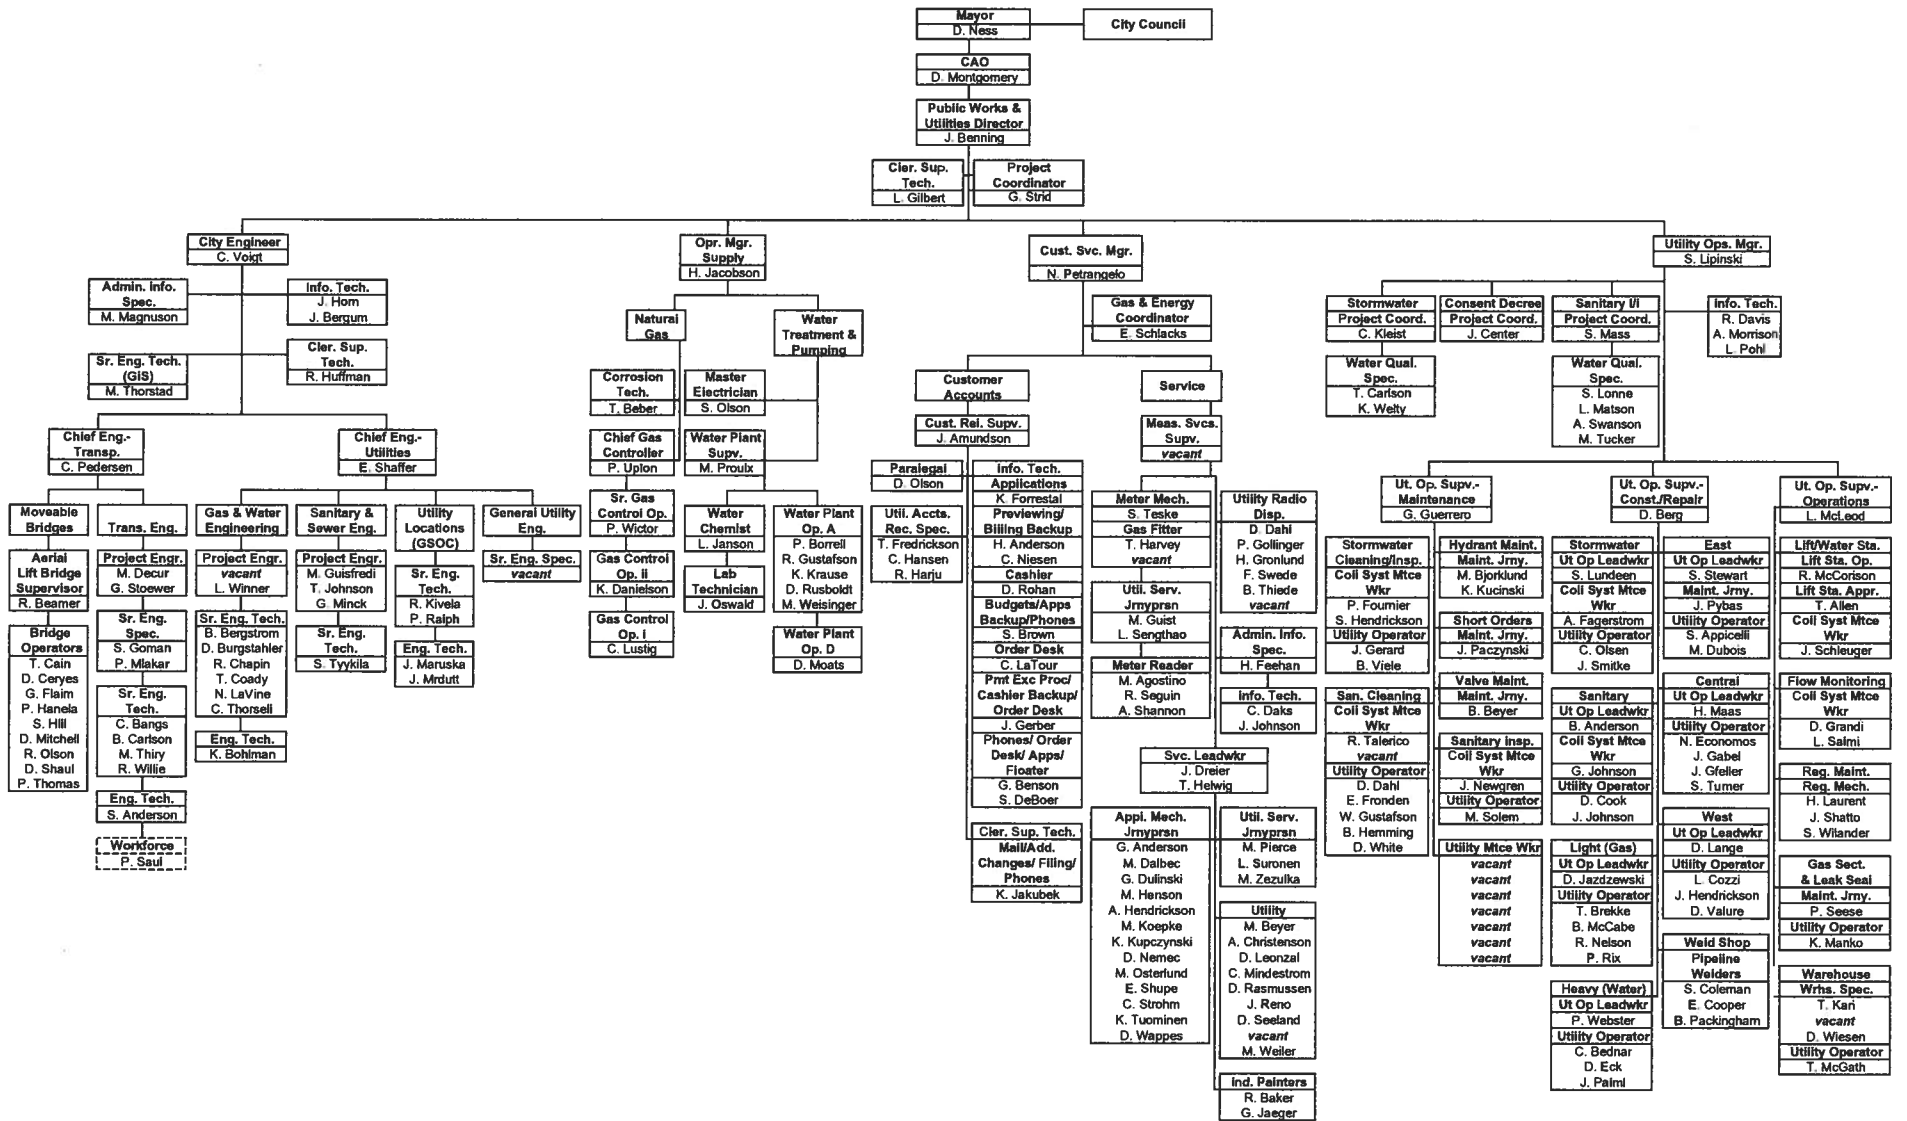 Mayor
D. Ness
City Council
CAO
D. Montgomery
Public Works &
Utilities Director
J. Benning
Cler. Sup.
Tech.
L. Gilbert
Project
Coordinator
G. Strid
City Engineer
C. Voigt
Admin. Info.
Spec.
M. Magnuson
Info. Tech.
J. Horn
J. Bergum
Sr. Eng. Tech.
(GIS)
M. Thorstad
Cler. Sup.
Tech.
R. Huffman
Chief Eng.-
Transp.
C. Pedersen
Chief Eng.-
Utilities
E. Shaffer
Moveable
Bridges
Aerial
Lift Bridge
Supervisor
R. Beamer
Bridge
Operators
T. Cain
D. Ceryes
G. Flaim
P. Hanela
S. Hill
D. Mitchell
R. Olson
D. Shaul
P. Thomas
Trans. Eng.
Project Engr.
M. Decur
G. Stoewer
Sr. Eng.
Spec.
S. Goman
P. Mlakar
Sr. Eng.
Tech.
C. Bangs
B. Carlson
M. Thiry
R. Willie
Eng. Tech.
S. Anderson
Workforce
P. Saul
Gas & Water
Engineering
Project Engr.
vacant
L. Winner
Sr. Eng. Tech.
B. Bergstrom
D. Burgstahler
R. Chapin
T. Coady
N. LaVine
C. Thorsell
Eng. Tech.
K. Bohlman
Sanitary &
Sewer Eng.
Project Engr.
M. Guisfredi
T. Johnson
G. Minck
Sr. Eng.
Tech.
S. Tyykila
Utility
Locations
(GSOC)
Sr. Eng.
Tech.
R. Kivela
P. Ralph
Eng. Tech.
J. Maruska
J. Mrdutt
General Utility
Eng.
Sr. Eng. Spec.
vacant
Opr. Mgr.
Supply
H. Jacobson
Natural
Gas
Water
Treatment &
Pumping
Corrosion
Tech.
T. Beber
Chief Gas
Controller
P. Upton
Sr. Gas
Control Op.
P. Wictor
Gas Control
Op. ii
K. Danielson
Gas Control
Op. i
C. Lustig
Master
Electrician
S. Olson
Water Plant
Supv.
M. Proulx
Water
Chemist
L. Janson
Lab
Technician
J. Oswald
Water Plant
Op. A
P. Borrell
R. Gustafson
K. Krause
D. Rusboldt
M. Weisinger
Water Plant
Op. D
D. Moats
Cust. Svc. Mgr.
N. Petrangelo
Gas & Energy
Coordinator
E. Schlacks
Customer
Accounts
Cust. Rel. Supv.
J. Amundson
Paralegal
D. Olson
Util. Accts.
Rec. Spec.
T. Fredrickson
C. Hansen
R. Harju
Info. Tech.
Applications
K. Forrestal
Previewing/
Billing Backup
H. Anderson
C. Niesen
Cashier
D. Rohan
Budgets/Apps
Backup/Phones
S. Brown
Order Desk
C. LaTour
Pmt Exc Proc/
Cashier Backup/
Order Desk
J. Gerber
Phones/ Order
Desk/ Apps/
Floater
G. Benson
S. DeBoer
Cler. Sup. Tech.
Mail/Add.
Changes/ Filing/
Phones
K. Jakubek
Service
Meas. Svcs.
Supv.
vacant
Meter Mech.
S. Teske
Gas Fitter
T. Harvey
vacant
Util. Serv.
Jrnyprsn
M. Guist
L. Sengthao
Meter Reader
M. Agostino
R. Seguin
A. Shannon
Utility Radio
Disp.
D. Dahl
P. Gollinger
H. Gronlund
F. Swede
B. Thiede
vacant
Admin. Info.
Spec.
H. Feehan
Info. Tech.
C. Daks
J. Johnson
Svc. Leadwkr
J. Dreier
T. Helwig
Appl. Mech.
Jrnyprsn
G. Anderson
M. Dalbec
G. Dulinski
M. Henson
A. Hendrickson
M. Koepke
K. Kupczynski
D. Nemec
M. Osterlund
E. Shupe
C. Strohm
K. Tuominen
D. Wappes
Util. Serv.
Jrnyprsn
M. Pierce
L. Suronen
M. Zezulka
Utility
M. Beyer
A. Christenson
D. Leonzal
C. Mindestrom
D. Rasmussen
J. Reno
D. Seeland
vacant
M. Weiler
Ind. Painters
R. Baker
G. Jaeger
Utility Ops. Mgr.
S. Lipinski
Stormwater
Project Coord.
C. Kleist
Water Qual.
Spec.
T. Carlson
K. Welty
Consent Decree
Project Coord.
J. Center
Sanitary I/I
Project Coord.
S. Mass
Water Qual.
Spec.
S. Lonne
L. Matson
A. Swanson
M. Tucker
Info. Tech.
R. Davis
A. Morrison
L. Pohl
Ut. Op. Supv.-
Maintenance
G. Guerrero
Stormwater
Cleaning/Insp.
Coll Syst Mtce
Wkr
P. Fournier
S. Hendrickson
Utility Operator
J. Gerard
B. Viele
San. Cleaning
Coll Syst Mtce
Wkr
R. Talerico
vacant
Utility Operator
D. Dahl
E. Fronden
W. Gustafson
B. Hemming
D. White
Hydrant Maint.
Maint. Jrny.
M. Bjorklund
K. Kucinski
Short Orders
Maint. Jrny.
J. Paczynski
Valve Maint.
Maint. Jrny.
B. Beyer
Sanitary Insp.
Coll Syst Mtce
Wkr
J. Newgren
Utility Operator
M. Solem
Utility Mtce Wkr
vacant
vacant
vacant
vacant
vacant
vacant
vacant
Ut. Op. Supv.-
Const./Repair
D. Berg
Stormwater
Ut Op Leadwkr
S. Lundeen
Coll Syst Mtce
Wkr
A. Fagerstrom
Utility Operator
C. Olsen
J. Smitke
Sanitary
Ut Op Leadwkr
B. Anderson
Coll Syst Mtce
Wkr
G. Johnson
Utility Operator
D. Cook
J. Johnson
Light (Gas)
Ut Op Leadwkr
D. Jazdzewski
Utility Operator
T. Brekke
B. McCabe
R. Nelson
P. Rix
Heavy (Water)
Ut Op Leadwkr
P. Webster
Utility Operator
C. Bednar
D. Eck
J. Palmi
East
Ut Op Leadwkr
S. Stewart
Maint. Jrny.
J. Pybas
Utility Operator
S. Appicelli
M. Dubois
Central
Ut Op Leadwkr
H. Maas
Utility Operator
N. Economos
J. Gabel
J. Gfeller
S. Turner
West
Ut Op Leadwkr
D. Lange
Utility Operator
L. Cozzi
J. Hendrickson
D. Valure
Weld Shop
Pipeline
Welders
S. Coleman
E. Cooper
B. Packingham
Ut. Op. Supv.-
Operations
L. McLeod
Lift/Water Sta.
Lift Sta. Op.
R. McCorison
Lift Sta. Appr.
T. Allen
Coll Syst Mtce
Wkr
J. Schleuger
Flow Monitoring
Coll Syst Mtce
Wkr
D. Grandi
L. Salmi
Reg. Maint.
Reg. Mech.
H. Laurent
J. Shatto
S. Wilander
Gas Sect.
& Leak Seal
Maint. Jrny.
P. Seese
Utility Operator
K. Manko
Warehouse
Wrhs. Spec.
T. Kari
vacant
D. Wiesen
Utility Operator
T. McGath